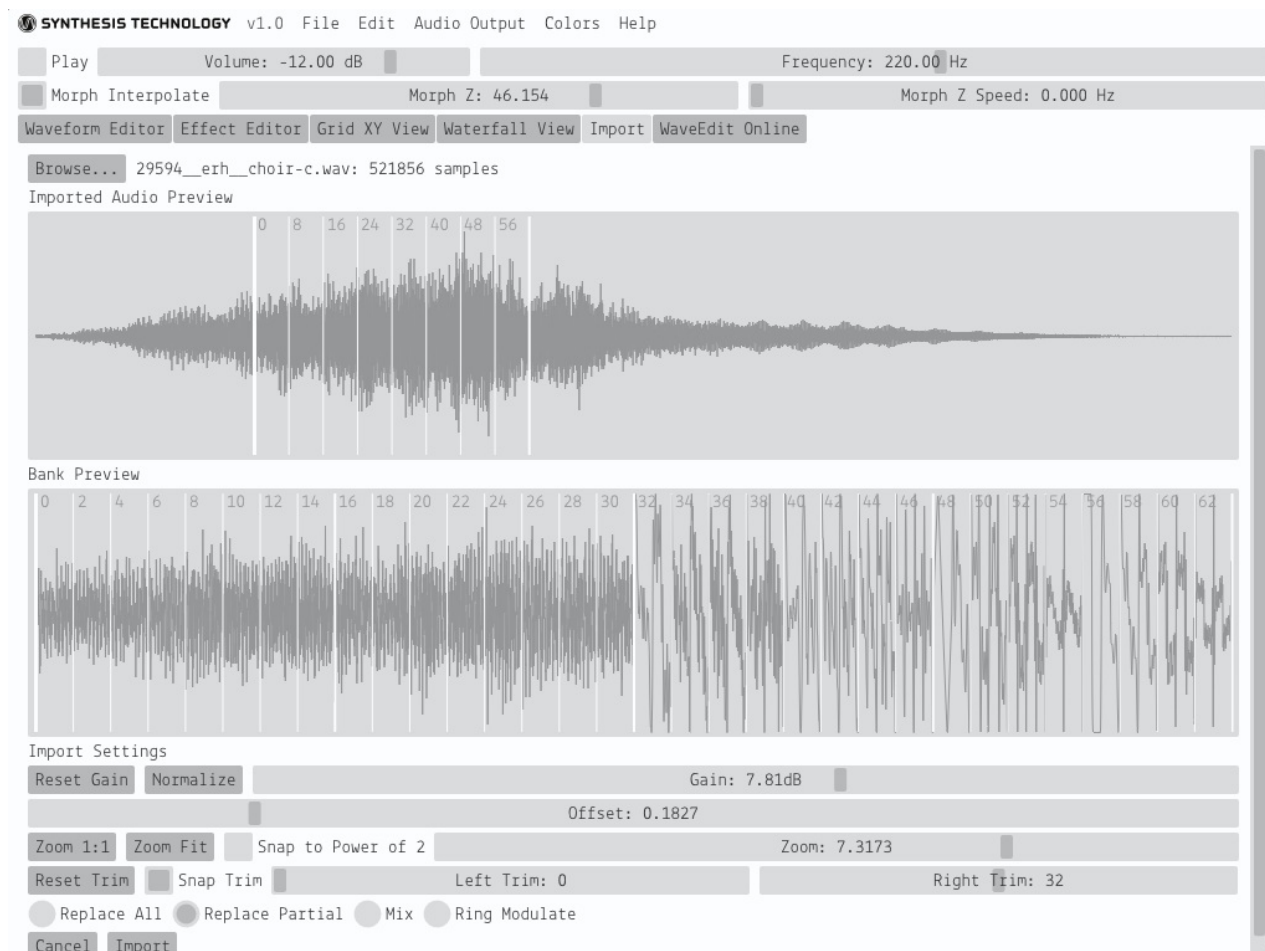 SYNTHESIS TECHNOLOGY v1.0 File Edit Audio Output Colors Help
Play Volume: -12.00 dB Frequency: 220.00 Hz
Morph Interpolate Morph Z: 46.154 Morph Z Speed: 0.000 Hz
Waveform Editor Effect Editor Grid XY View Waterfall View Import WaveEdit Online
Browse... 29594__erh__choir-c.wav: 521856 samples
Imported Audio Preview
0 8 16 24 32 40 48 56
Bank Preview
0 2 4 6 8 10 12 14 16 18 20 22 24 26 28 30 32 34 36 38 40 42 44 46 48 50 52 54 56 58 60 62
Import Settings
Reset Gain Normalize Gain: 7.81dB
Offset: 0.1827
Zoom 1:1 Zoom Fit Snap to Power of 2 Zoom: 7.3173
Reset Trim Snap Trim Left Trim: 0 Right Trim: 32
Replace All Replace Partial Mix Ring Modulate
Cancel Import